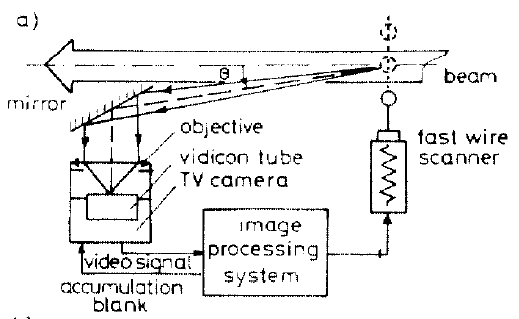 a)
θ
beam
mirror
objective
vidicon tube
TV camera
fast wire
scanner
image
processing
system
video signal
accumulation
blank